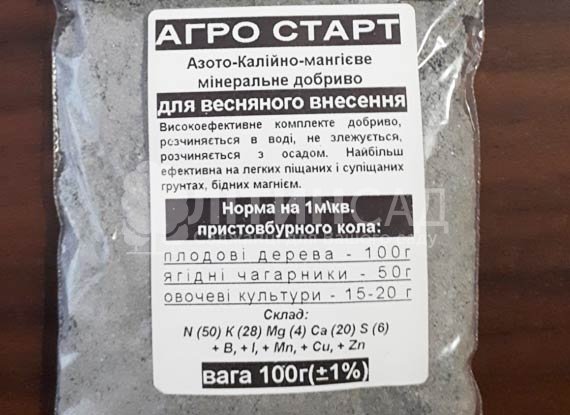 АГРО СТАРТ
Азото-Калійно-мангієве
мінеральне добриво
для весняного внесення
Високоефективне комплекте добриво,
розчиняється в воді, не злежується,
розчиняється з осадом. Найбільш
ефективна на легких піщаних і супіщаних
грунтах, бідних магнієм.
Норма на 1м\кв.
пристовбурного кола:
плодові дерева - 100г
ягідні чагарники - 50г
овочеві культури - 15-20 г
Склад:
N (50) K (28) Mg (4) Ca (20) S (6)
+ B, + I, + Mn, + Cu, + Zn
вага 100г(±1%)